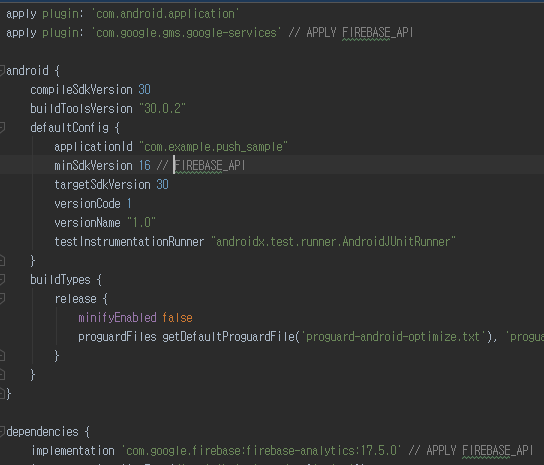 apply plugin: 'com.android.application'
apply plugin: 'com.google.gms.google-services' // APPLY FIREBASE_API
android {
compileSdkVersion 30
buildToolsVersion "30.0.2"
defaultConfig {
applicationId "com.example.push_sample"
minSdkVersion 16 // FIREBASE_API
targetSdkVersion 30
versionCode 1
versionName "1.0"
testInstrumentationRunner "androidx.test.runner.AndroidJUnitRunner"
}
buildTypes {
release {
minifyEnabled false
proguardFiles getDefaultProguardFile('proguard-android-optimize.txt'), 'progua
}
}
}
dependencies {
implementation 'com.google.firebase:firebase-analytics:17.5.0' // APPLY FIREBASE_API